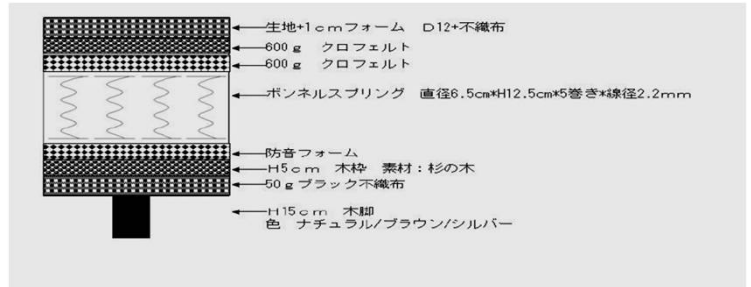 生地+1cmフォーム D12+不織布
600g クロフェルト
600g クロフェルト
ボンネルスプリング 直径6.5cm*H12.5cm*5巻き*線径2.2mm
防音フォーム
H5cm 木枠 素材：杉の木
50gブラック不織布
H15cm 木脚
色 ナチュラル/ブラウン/シルバー